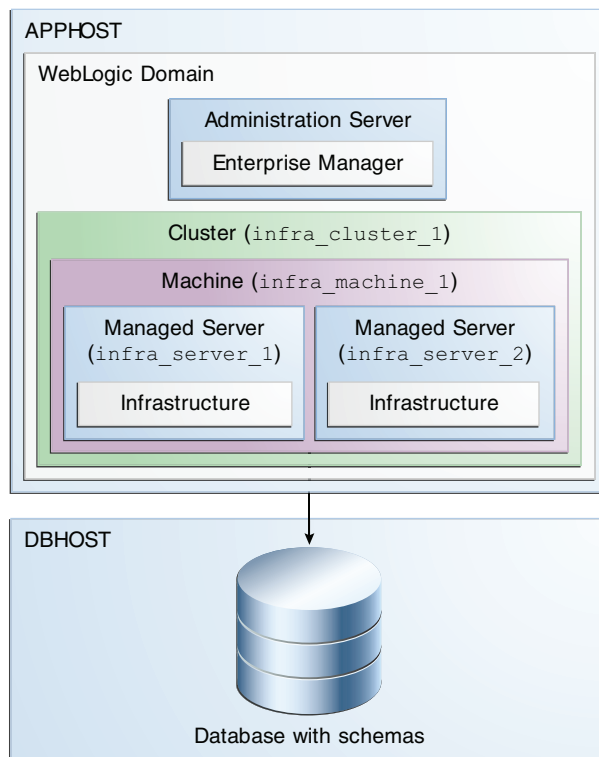 APPHOST
WebLogic Domain
Administration Server
Enterprise Manager
Cluster (infra_cluster_1)
Machine (infra_machine_1)
Managed Server
(infra_server_1)
Infrastructure
Managed Server
(infra_server_2)
Infrastructure
DBHOST
Database with schemas